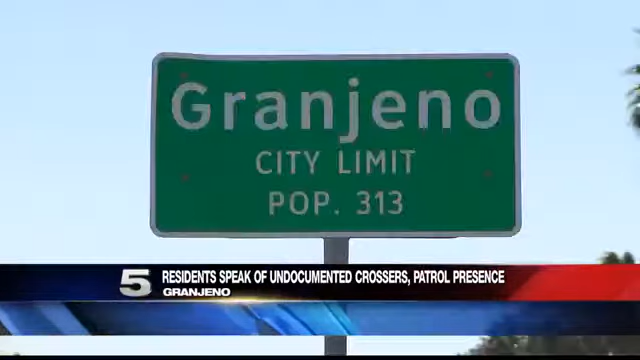 Granjeno
CITY LIMIT
POP. 313
5 RESIDENTS SPEAK OF UNDOCUMENTED CROSSERS, PATROL PRESENCE
GRANJENO